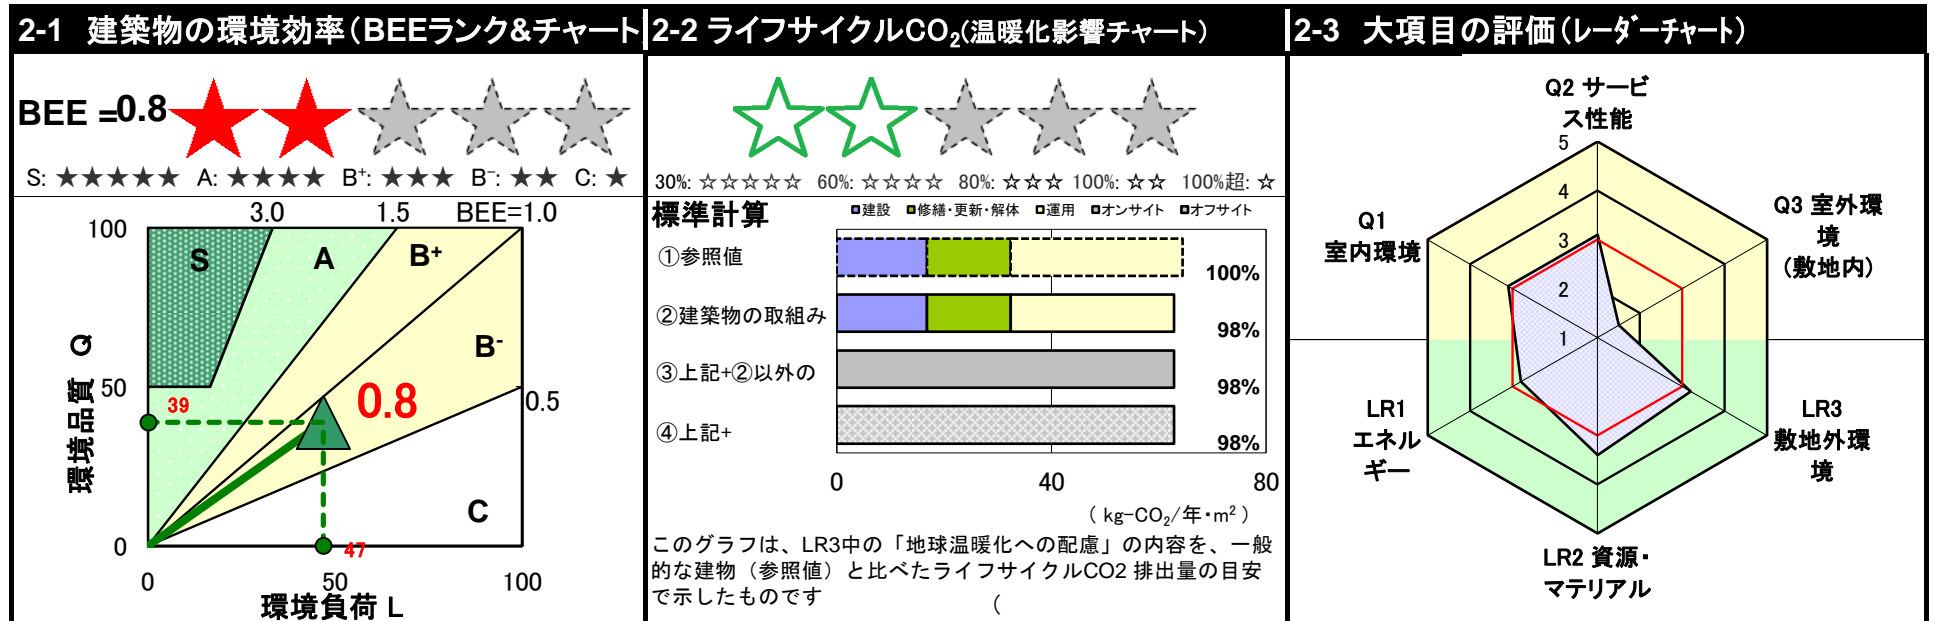 2-1 建築物の環境効率(BEEランク&チャート
BEE =0.8
S: ★★★★★ A: ★★★★ B⁺: ★★★ B⁻: ★★ C: ★
3.0 1.5 BEE=1.0
100
S A B⁺
B⁻
環境品質 Q
50
39
0.8
0.5
C
0
47
0 50 100
環境負荷 L
2-2 ライフサイクルCO₂(温暖化影響チャート)
30%: ☆☆☆☆☆ 60%: ☆☆☆☆ 80%: ☆☆☆ 100%: ☆☆ 100%超: ☆
標準計算
建設 修繕・更新・解体 運用 オンサイト オフサイト
①参照値
100%
②建築物の取組み
98%
③上記+②以外の
98%
④上記+
98%
0 40 80
( kg-CO₂/年・m² )
このグラフは、LR3中の「地球温暖化への配慮」の内容を、一般
的な建物(参照値)と比べたライフサイクルCO2 排出量の目安
で示したものです
(
2-3 大項目の評価(レーダーチャート)
Q2 サービ
ス性能
5
4
3
2
1
Q1
室内環境
Q3 室外環
境
(敷地内)
LR1
エネル
ギー
LR3
敷地外環
境
LR2 資源・
マテリアル